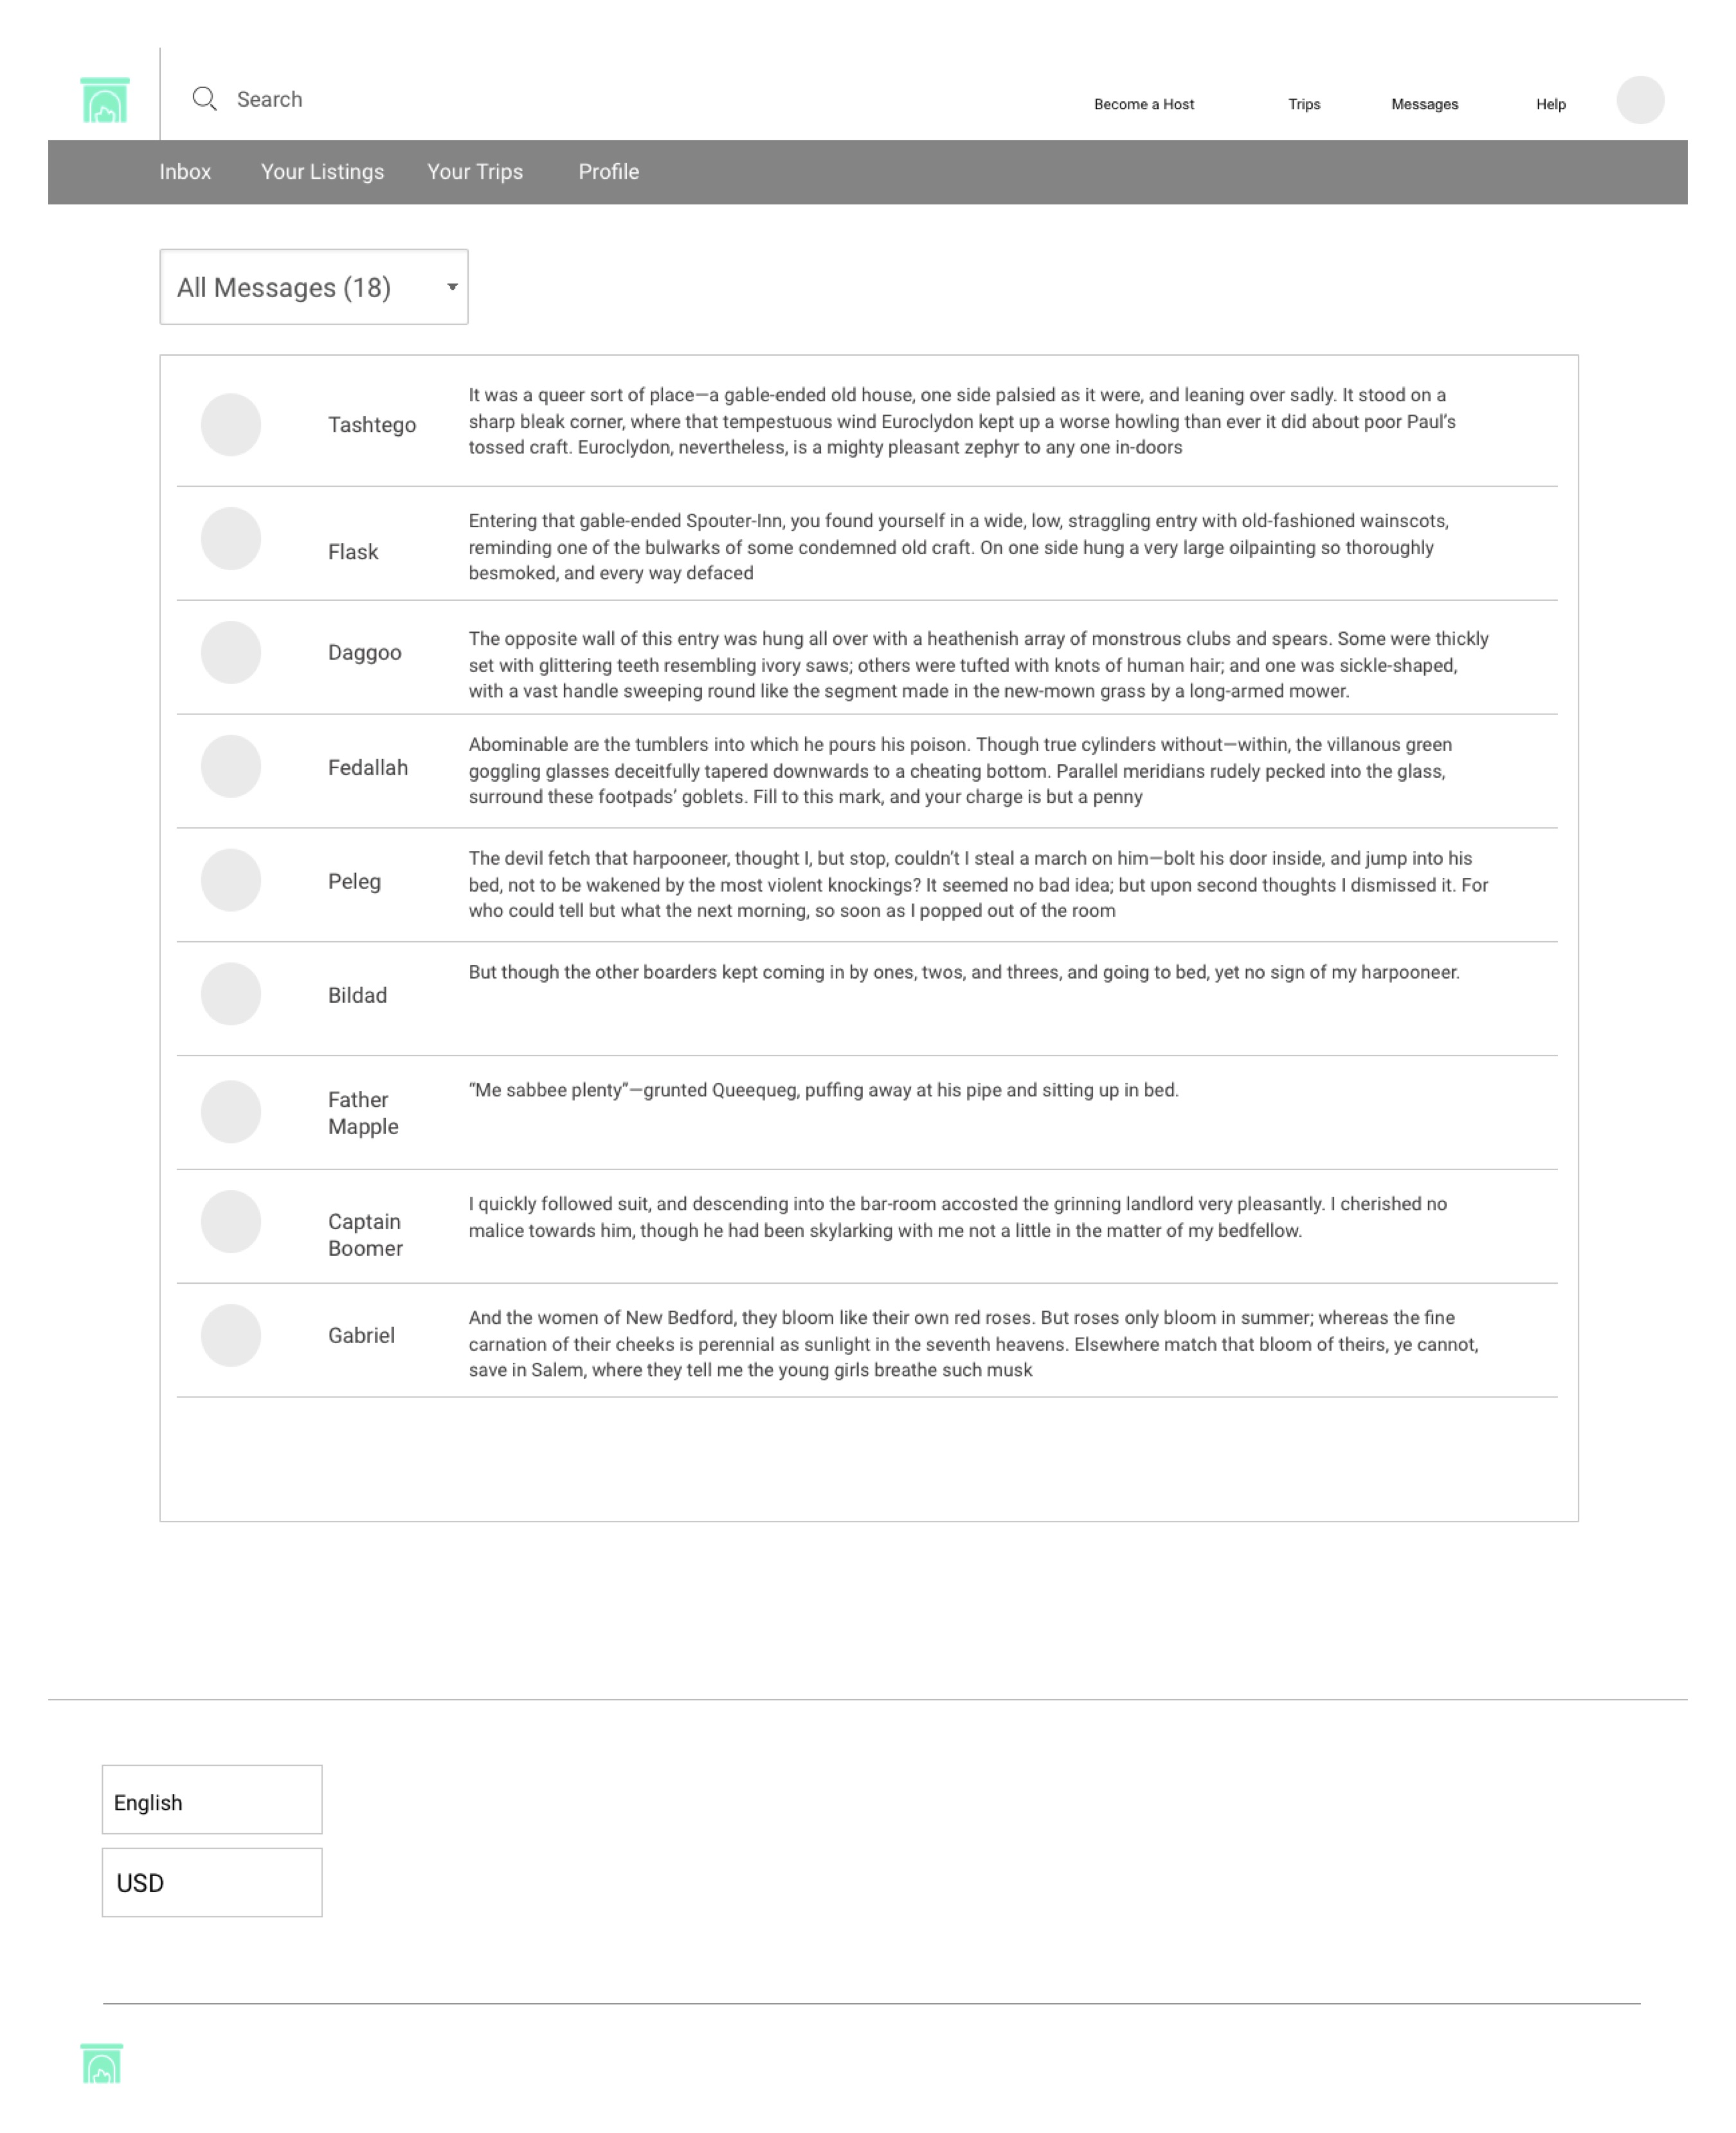 Search
Become a Host
Trips
Messages
Help
Inbox
Your Listings
Your Trips
Profile
All Messages (18)
Tashtego
It was a queer sort of place—a gable-ended old house, one side palsied as it were, and leaning over sadly. It stood on a
sharp bleak corner, where that tempestuous wind Euroclydon kept up a worse howling than ever it did about poor Paul’s
tossed craft. Euroclydon, nevertheless, is a mighty pleasant zephyr to any one in-doors
Flask
Entering that gable-ended Spouter-Inn, you found yourself in a wide, low, straggling entry with old-fashioned wainscots,
reminding one of the bulwarks of some condemned old craft. On one side hung a very large oilpainting so thoroughly
besmoked, and every way defaced
Daggoo
The opposite wall of this entry was hung all over with a heathenish array of monstrous clubs and spears. Some were thickly
set with glittering teeth resembling ivory saws; others were tufted with knots of human hair; and one was sickle-shaped,
with a vast handle sweeping round like the segment made in the new-mown grass by a long-armed mower.
Fedallah
Abominable are the tumblers into which he pours his poison. Though true cylinders without—within, the villanous green
goggling glasses deceitfully tapered downwards to a cheating bottom. Parallel meridians rudely pecked into the glass,
surround these footpads’ goblets. Fill to this mark, and your charge is but a penny
Peleg
The devil fetch that harpooneer, thought I, but stop, couldn’t I steal a march on him—bolt his door inside, and jump into his
bed, not to be wakened by the most violent knockings? It seemed no bad idea; but upon second thoughts I dismissed it. For
who could tell but what the next morning, so soon as I popped out of the room
Bildad
But though the other boarders kept coming in by ones, twos, and threes, and going to bed, yet no sign of my harpooneer.
Father
Mapple
“Me sabbee plenty”—grunted Queequeg, puffing away at his pipe and sitting up in bed.
Captain
Boomer
I quickly followed suit, and descending into the bar-room accosted the grinning landlord very pleasantly. I cherished no
malice towards him, though he had been skylarking with me not a little in the matter of my bedfellow.
Gabriel
And the women of New Bedford, they bloom like their own red roses. But roses only bloom in summer; whereas the fine
carnation of their cheeks is perennial as sunlight in the seventh heavens. Elsewhere match that bloom of theirs, ye cannot,
save in Salem, where they tell me the young girls breathe such musk
English
USD